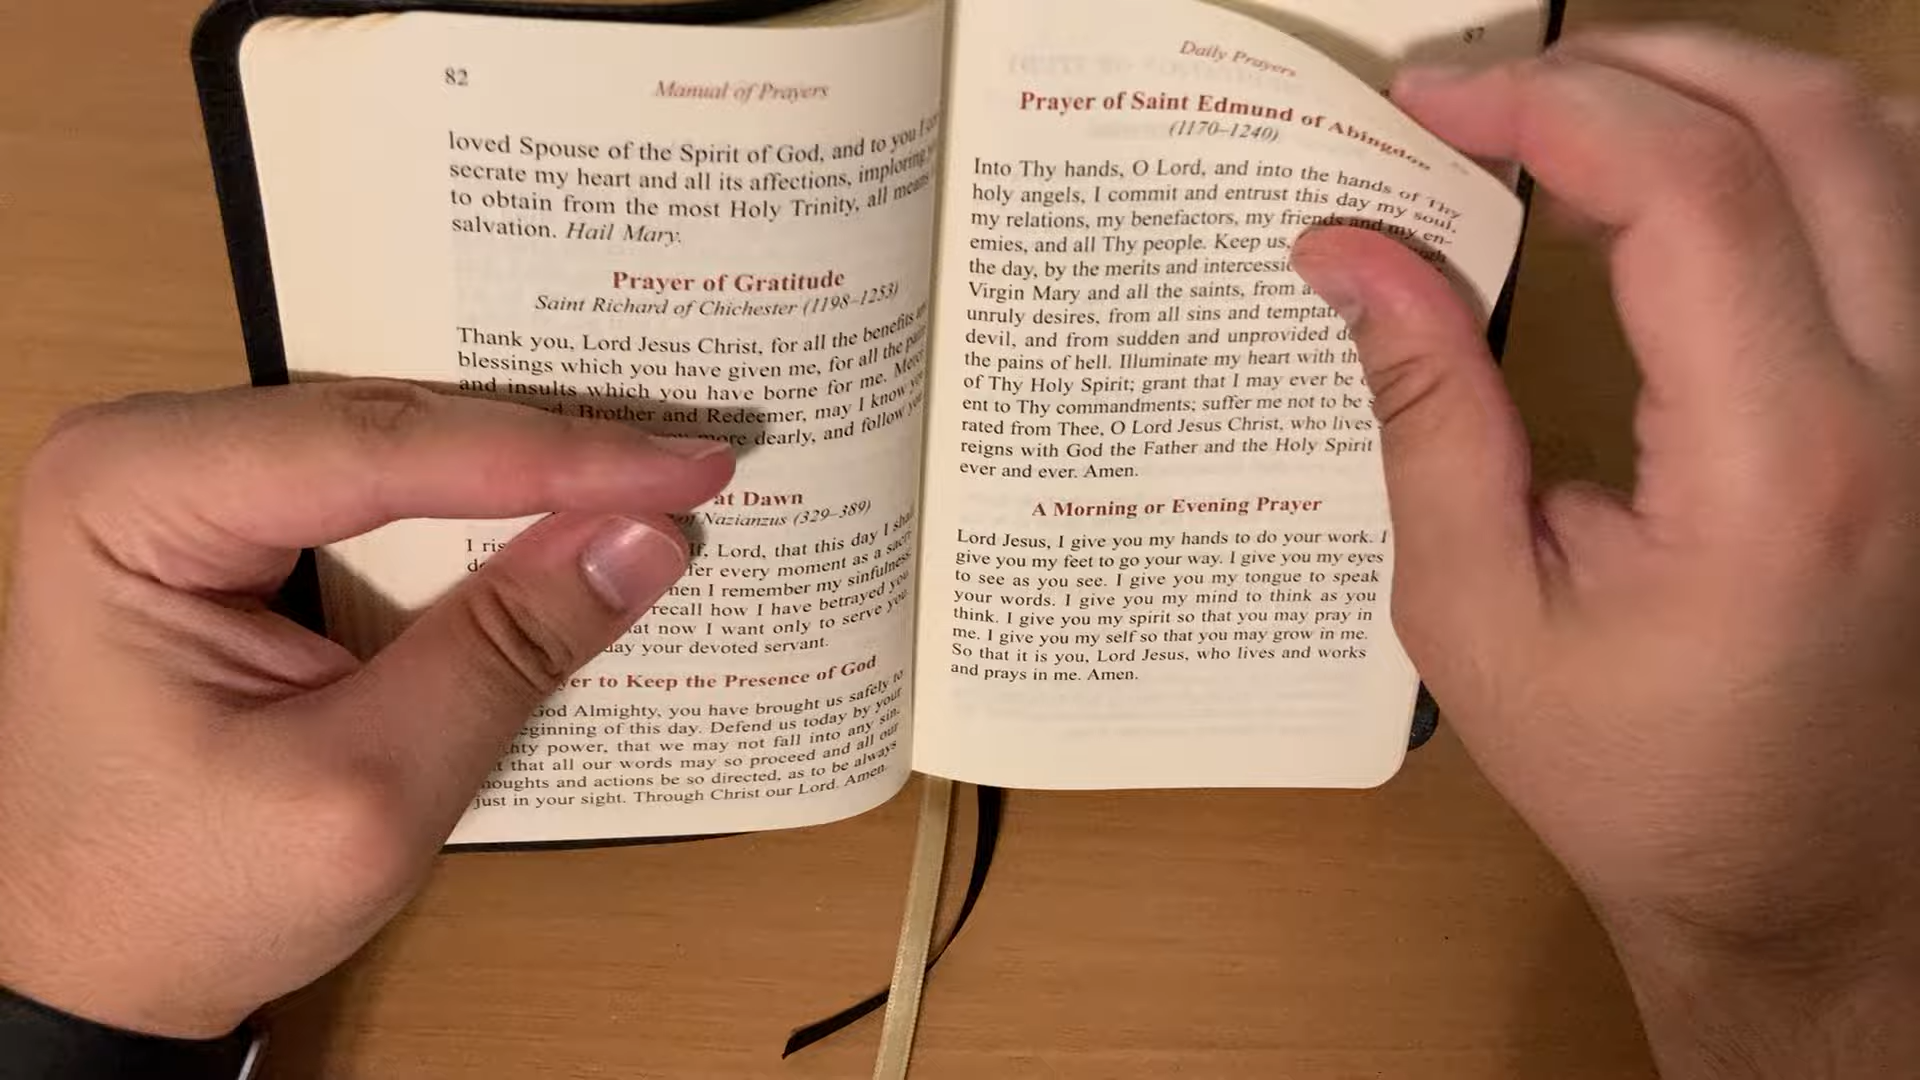 82
Manual of Prayers
loved Spouse of the Spirit of God, and to you I con
secrate my heart and all its affections, imploring
to obtain from the most Holy Trinity, all means
salvation. Hail Mary.
Prayer of Gratitude
Saint Richard of Chichester (1198–1253)
Thank you, Lord Jesus Christ, for all the benefits
blessings which you have given me, for all the pain
and insults which you have borne for me.
Brother and Redeemer, may I know you
more dearly, and follow you
at Dawn
of Nazianzus (329–389)
I lf, Lord, that this day I shall
every moment as a
I remember my sinfulness
recall how I have betrayed you
now I want only to serve you
your devoted servant.
to Keep the Presence of God
God Almighty, you have brought us safely to
of this day. Defend us today by your
power, that we may not fall into any sin.
that all our words may so proceed and all our
and actions be so directed, as to be always
just in your sight. Through Christ our Lord. Amen.
87
Daily Prayers
Prayer of Saint Edmund of Abingdon
(1170–1240)
Into Thy hands, O Lord, and into the hands of Thy
holy angels, I commit and entrust this day my soul,
my relations, my benefactors, my friends and my en-
emies, and all Thy people. Keep us,
the day, by the merits and
Virgin Mary and all the saints, from
unruly desires, from all sins and
devil, and from sudden and unprovided
the pains of hell. Illuminate my heart with
of Thy Holy Spirit; grant that I may ever be
ent to Thy commandments; suffer me not to be
rated from Thee, O Lord Jesus Christ, who lives
reigns with God the Father and the Holy Spirit
ever and ever. Amen.
A Morning or Evening Prayer
Lord Jesus, I give you my hands to do your work. I
give you my feet to go your way. I give you my eyes
to see as you see. I give you my tongue to speak
your words. I give you my mind to think as you
think. I give you my spirit so that you may pray in
me. I give you my self so that you may grow in me.
So that it is you, Lord Jesus, who lives and works
and prays in me. Amen.